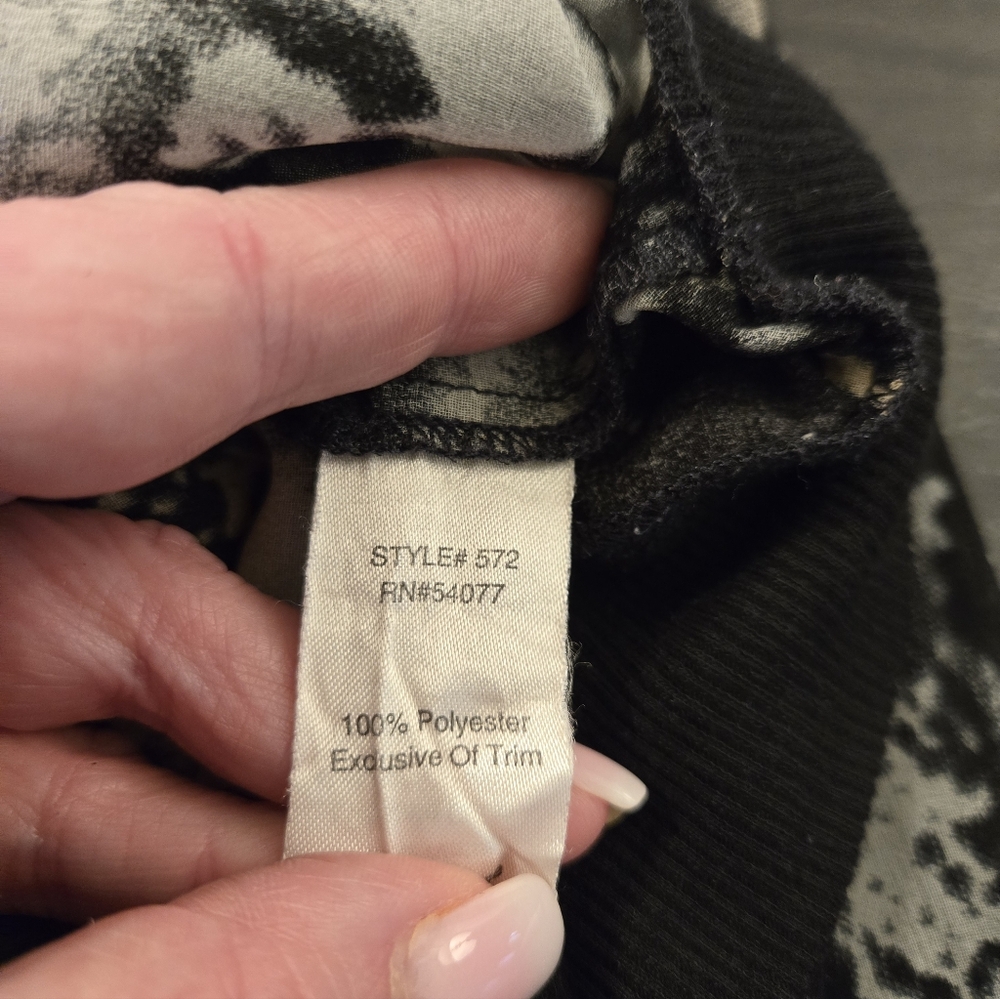 STYLE# 572
RN#54077
100% Polyester
Exclusive Of Trim